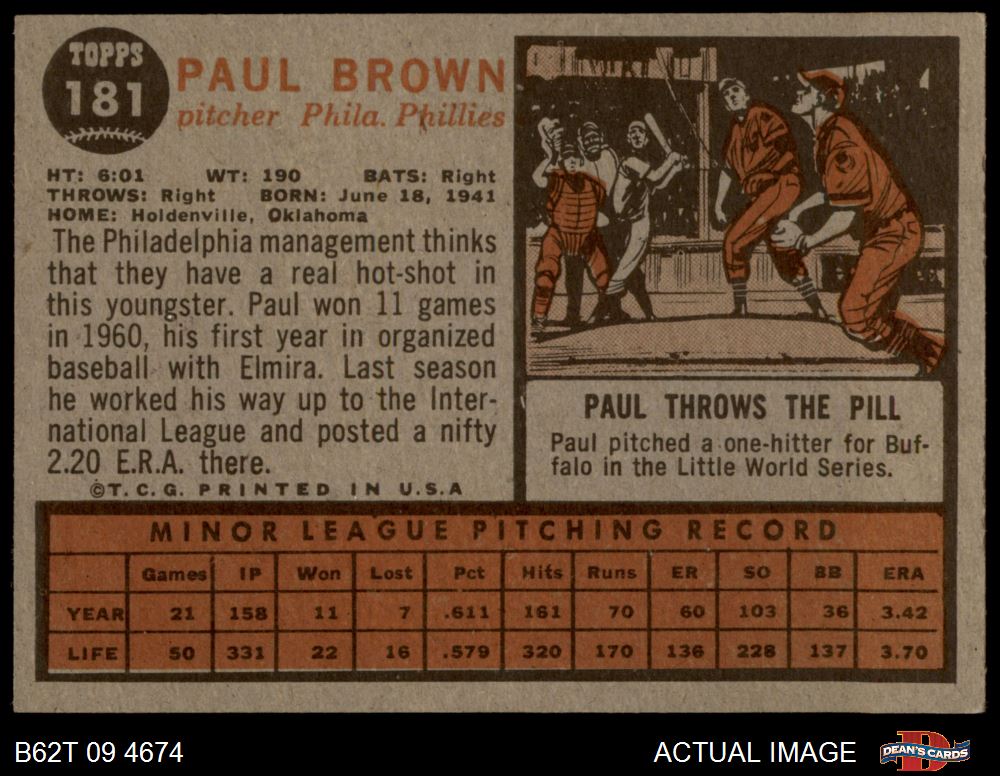 TOPPS
181
PAUL BROWN
pitcher Phila. Phillies
HT: 6:01 WT: 190 BATS: Right
THROWS: Right BORN: June 18, 1941
HOME: Holdenville, Oklahoma
The Philadelphia management thinks
that they have a real hot-shot in
this youngster. Paul won 11 games
in 1960, his first year in organized
baseball with Elmira. Last season
he worked his way up to the Inter-
national League and posted a nifty
2.20 E.R.A. there.
©T.C.G. PRINTED IN U.S.A
PAUL THROWS THE PILL
Paul pitched a one-hitter for Buf-
falo in the Little World Series.
MINOR LEAGUE PITCHING RECORD
Games IP Won Lost Pct Hits Runs ER SO BB ERA
YEAR 21 158 11 7 .611 161 70 60 103 36 3.42
LIFE 50 331 22 16 .579 320 170 136 228 137 3.70
B62T 09 4674
ACTUAL IMAGE
D
DEAN'S CARDS